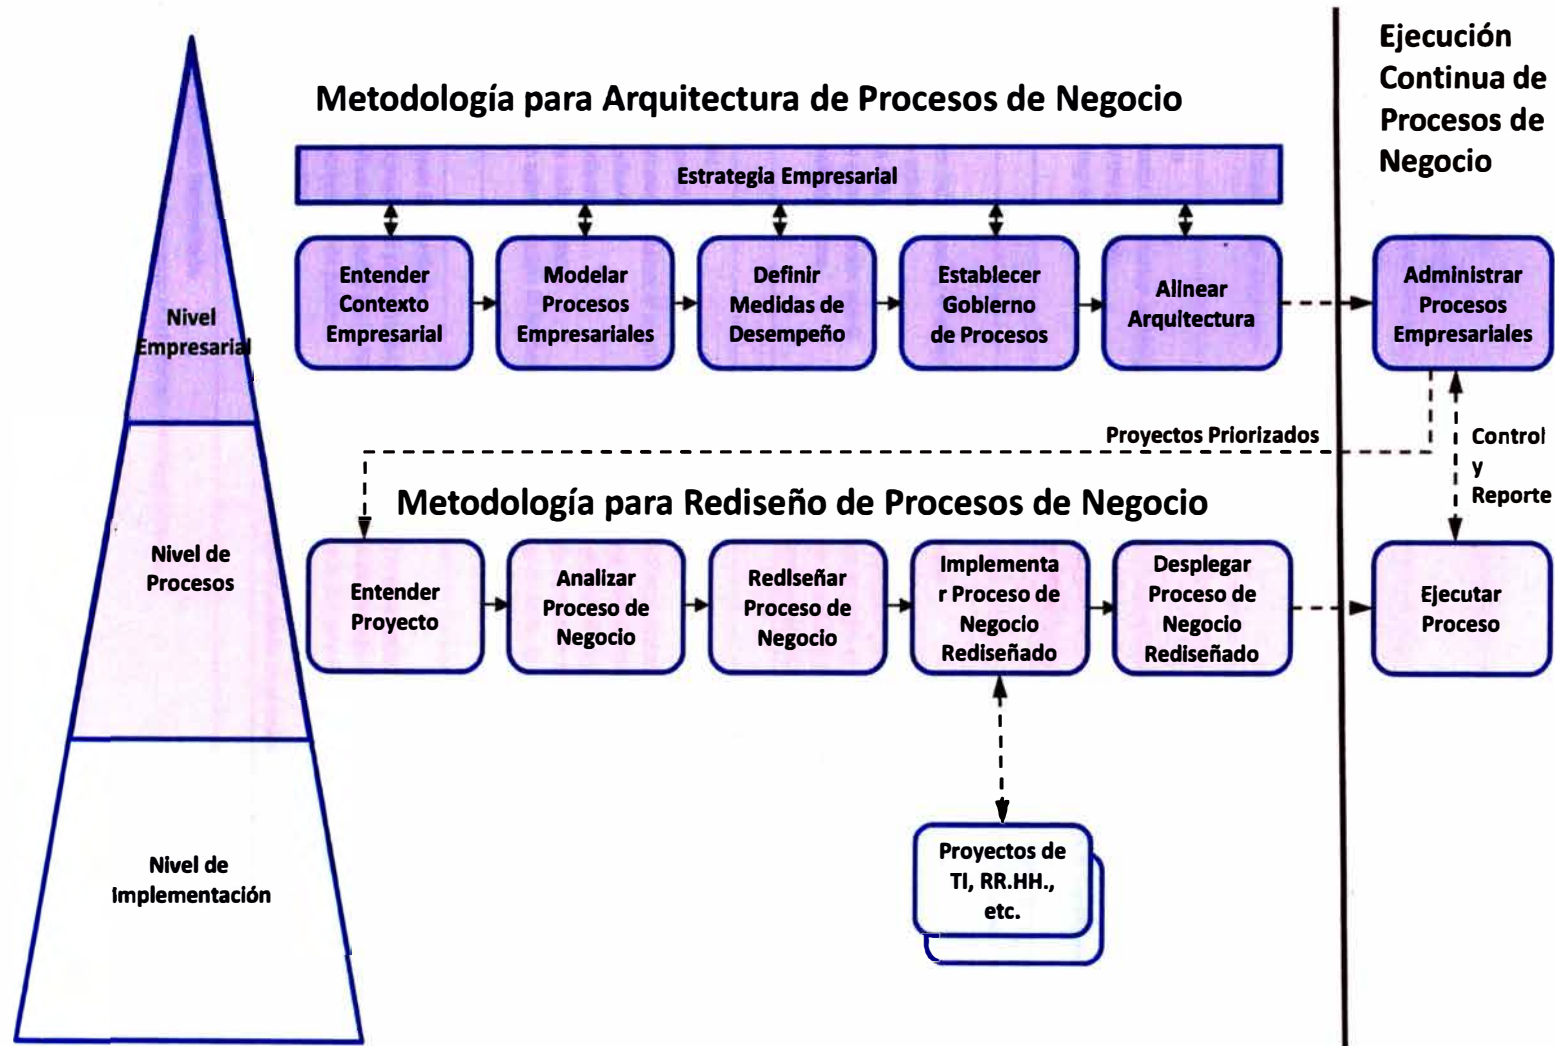 Ejecución
Continua de
Procesos de
Negocio
Metodología para Arquitectura de Procesos de Negocio
Estrategia Empresarial
Entender
Contexto
Empresarial
Modelar
Procesos
Empresariales
Definir
Medidas de
Desempeño
Establecer
Gobierno
de Procesos
Alinear
Arquitectura
Administrar
Procesos
Empresariales
Nivel
Empresarial
Proyectos Priorizados
Control
y
Reporte
Metodología para Rediseño de Procesos de Negocio
Nivel de
Procesos
Entender
Proyecto
Analizar
Proceso de
Negocio
Rediseñar
Proceso de
Negocio
Implementa
r Proceso de
Negocio
Rediseñado
Desplegar
Proceso de
Negocio
Rediseñado
Ejecutar
Proceso
Nivel de
Implementación
Proyectos de
TI, RR.HH.,
etc.